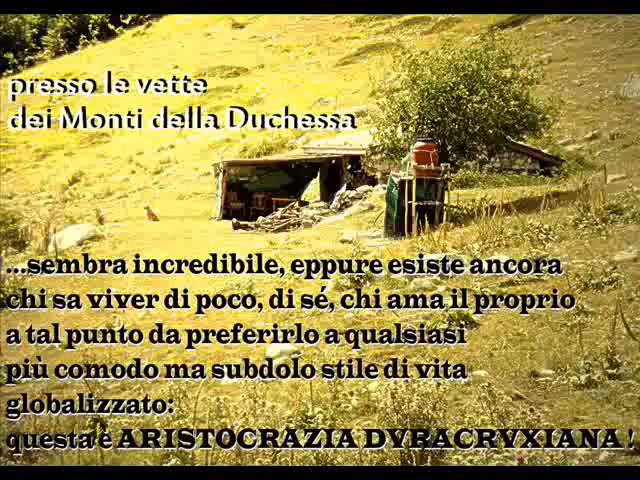 presso le vette
dei Monti della Duchessa
...sembra incredibile, eppure esiste ancora
chi sa viver di poco, di sé, chi ama il proprio
a tal punto da preferirlo a qualsiasi
più comodo ma subdolo stile di vita
globalizzato:
questa è ARISTOCRAZIA DVRACRVXIANA !